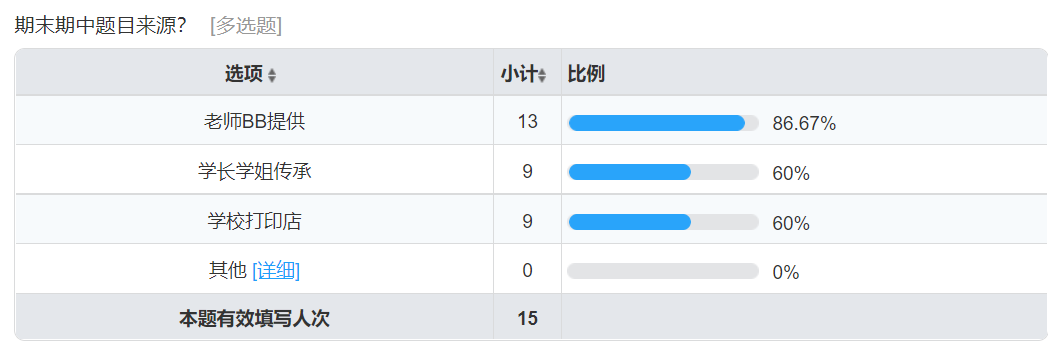 期末期中题目来源? [多选题]
选项 小计 比例
老师BB提供 13 86.67%
学长学姐传承 9 60%
学校打印店 9 60%
其他 [详细] 0 0%
本题有效填写人次 15